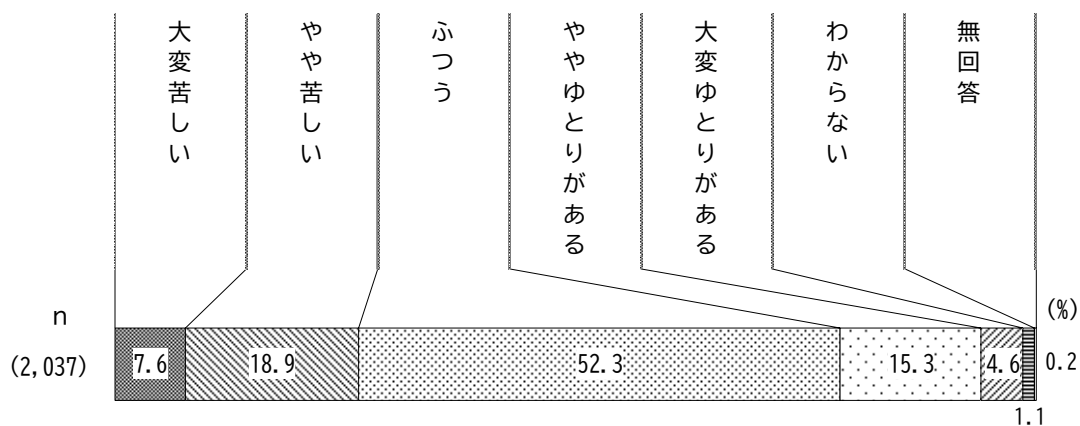 大変苦しい
やや苦しい
ふつう
ややゆとりがある
大変ゆとりがある
わからない
無回答
(%)
n
(2,037)
7.6
18.9
52.3
15.3
4.6
0.2
1.1